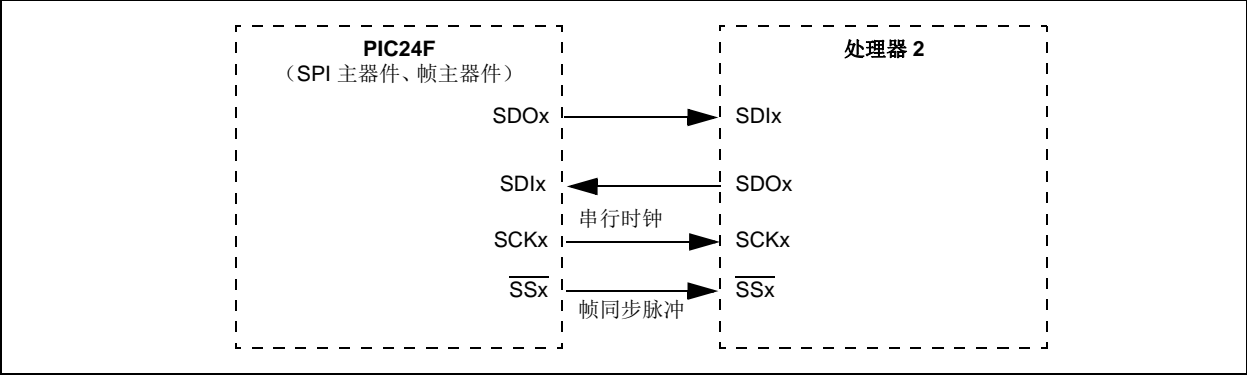 PIC24F
（SPI 主器件、帧主器件）
处理器 2
SDOx
SDIx
SDIx
SDOx
串行时钟
SCKx
SCKx
SSx
SSx
帧同步脉冲